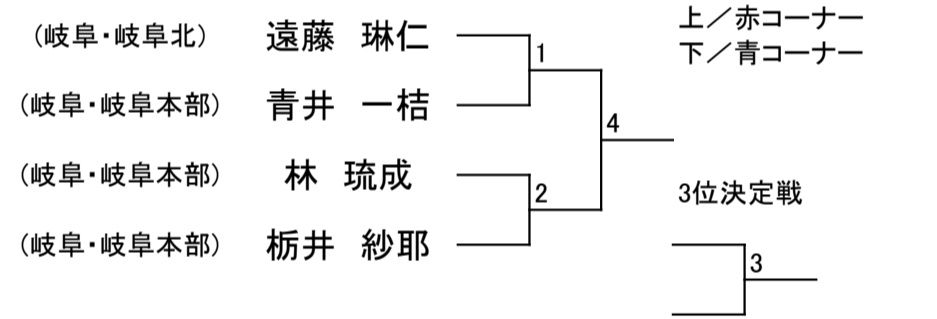 (岐阜・岐阜北) 遠藤 琳仁
(岐阜・岐阜本部) 青井 一桔
(岐阜・岐阜本部) 林 琉成
(岐阜・岐阜本部) 栃井 紗耶
1
2
4
上／赤コーナー
下／青コーナー
3位決定戦
3